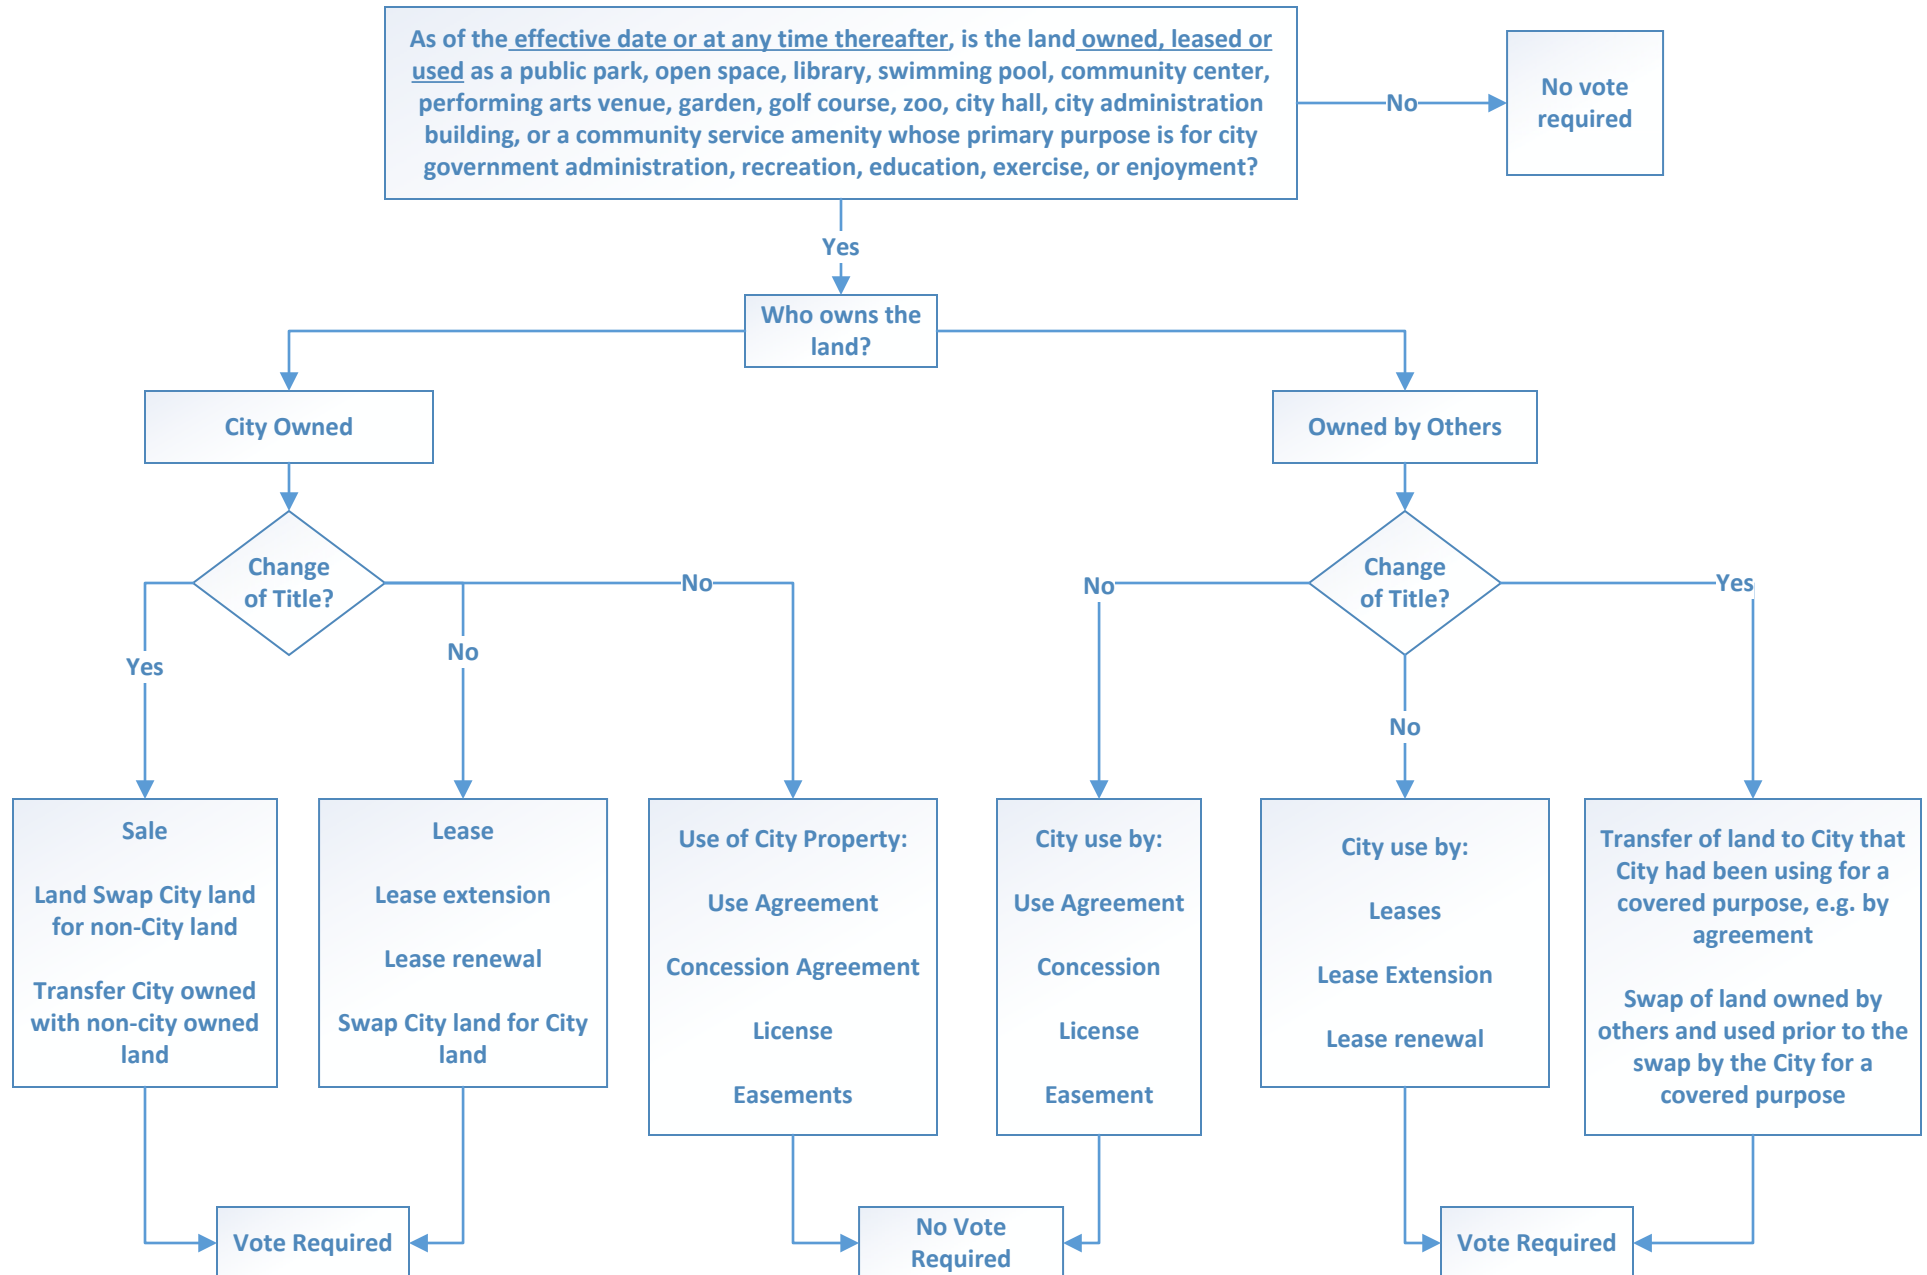 As of the effective date or at any time thereafter, is the land owned, leased or
used as a public park, open space, library, swimming pool, community center,
performing arts venue, garden, golf course, zoo, city hall, city administration
building, or a community service amenity whose primary purpose is for city
government administration, recreation, education, exercise, or enjoyment?
No
No vote
required
Yes
Who owns the
land?
City Owned
Owned by Others
Change
of Title?
Change
of Title?
Yes
No
No
No
No
Yes
Sale
Land Swap City land
for non-City land
Transfer City owned
with non-city owned
land
Lease
Lease extension
Lease renewal
Swap City land for City
land
Use of City Property:
Use Agreement
Concession Agreement
License
Easements
City use by:
Use Agreement
Concession
License
Easement
City use by:
Leases
Lease Extension
Lease renewal
Transfer of land to City that
City had been using for a
covered purpose, e.g. by
agreement
Swap of land owned by
others and used prior to the
swap by the City for a
covered purpose
Vote Required
No Vote
Required
Vote Required